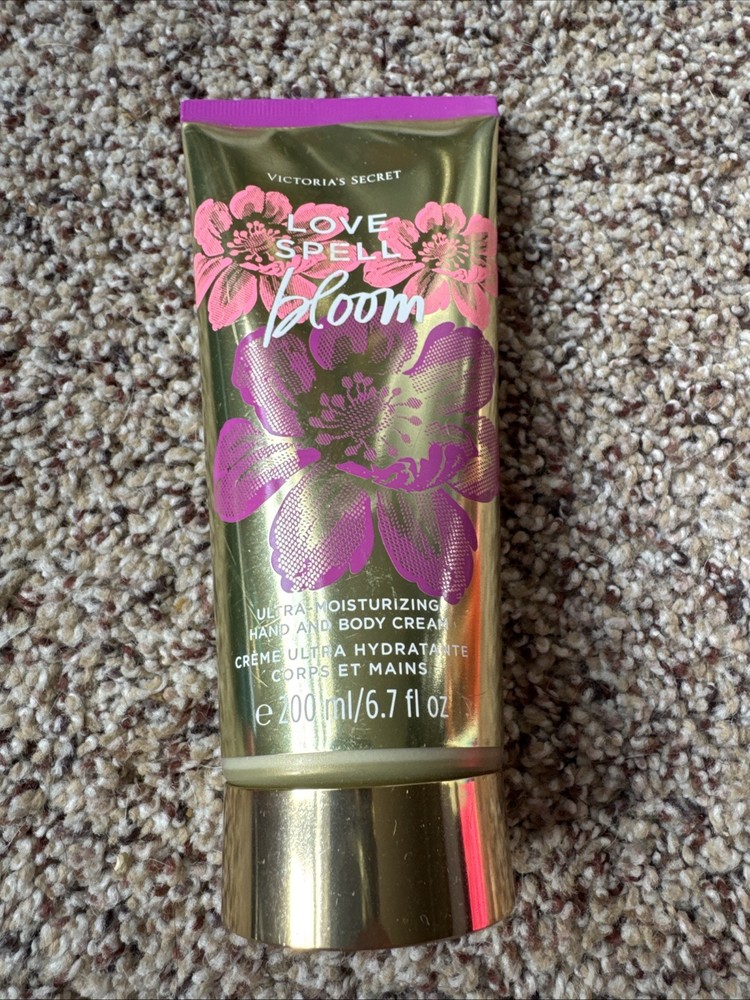 VICTORIA'S SECRET
LOVE
SPELL
bloom
ULTRA-MOISTURIZING
HAND AND BODY CREAM
CRÈME ULTRA HYDRATANTE
CORPS ET MAINS
℮ 200 ml/6.7 fl oz